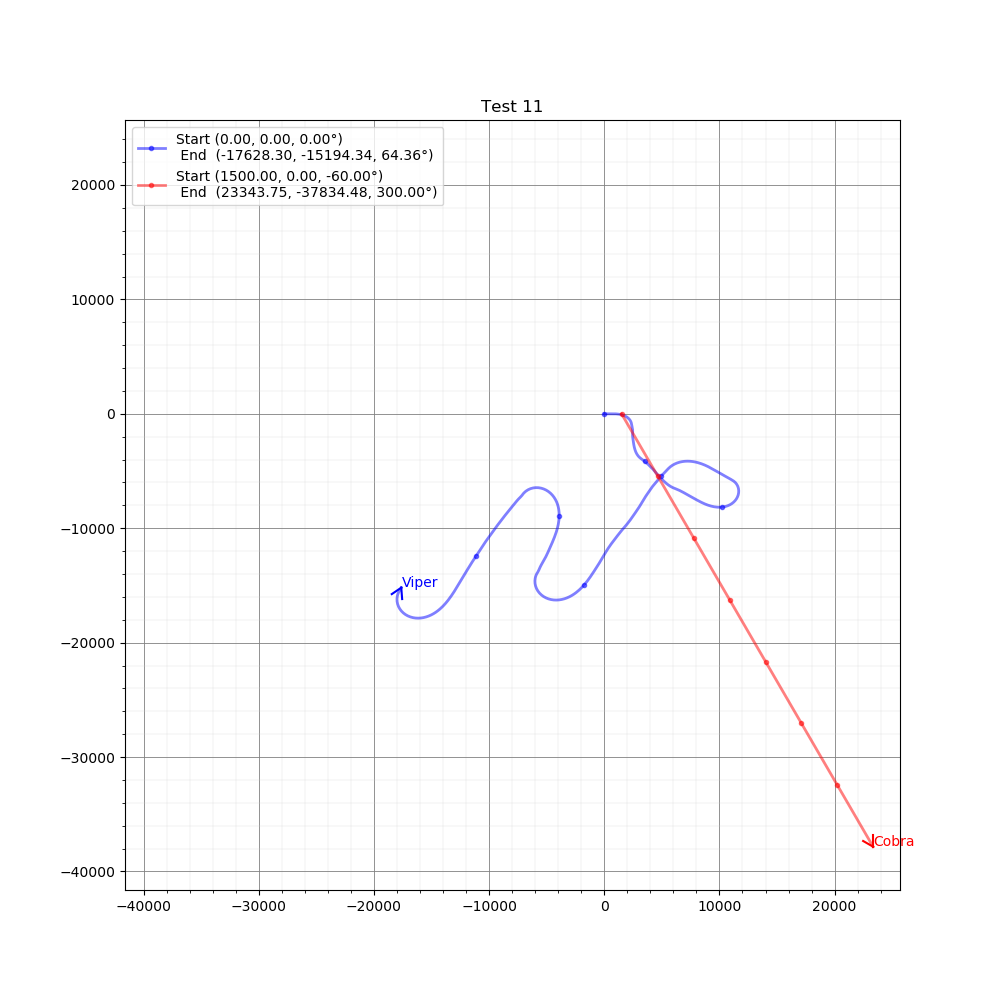 Test 11
Start (0.00, 0.00, 0.00°)
End  (-17628.30, -15194.34, 64.36°)
Start (1500.00, 0.00, -60.00°)
End  (23343.75, -37834.48, 300.00°)
20000
10000
0
−10000
−20000
−30000
−40000
Viper
Cobra
−40000 −30000 −20000 −10000 0 10000 20000